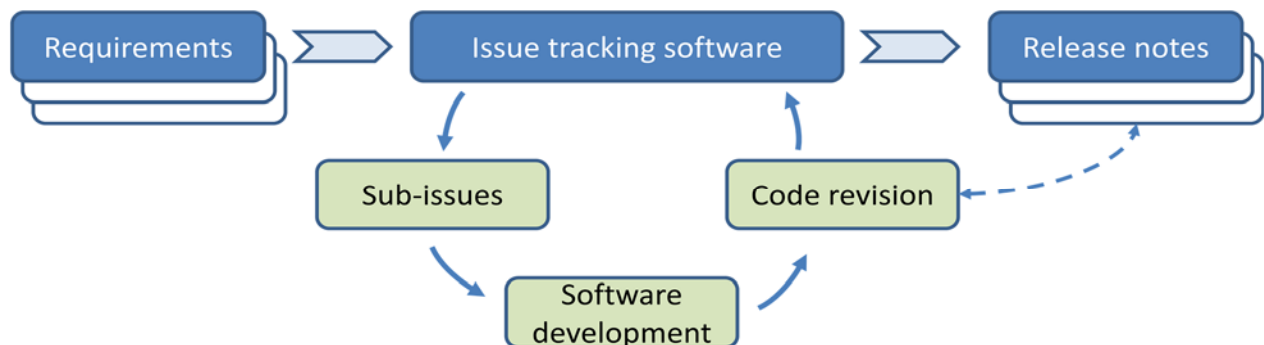 Requirements
Issue tracking software
Release notes
Sub-issues
Code revision
Software
development